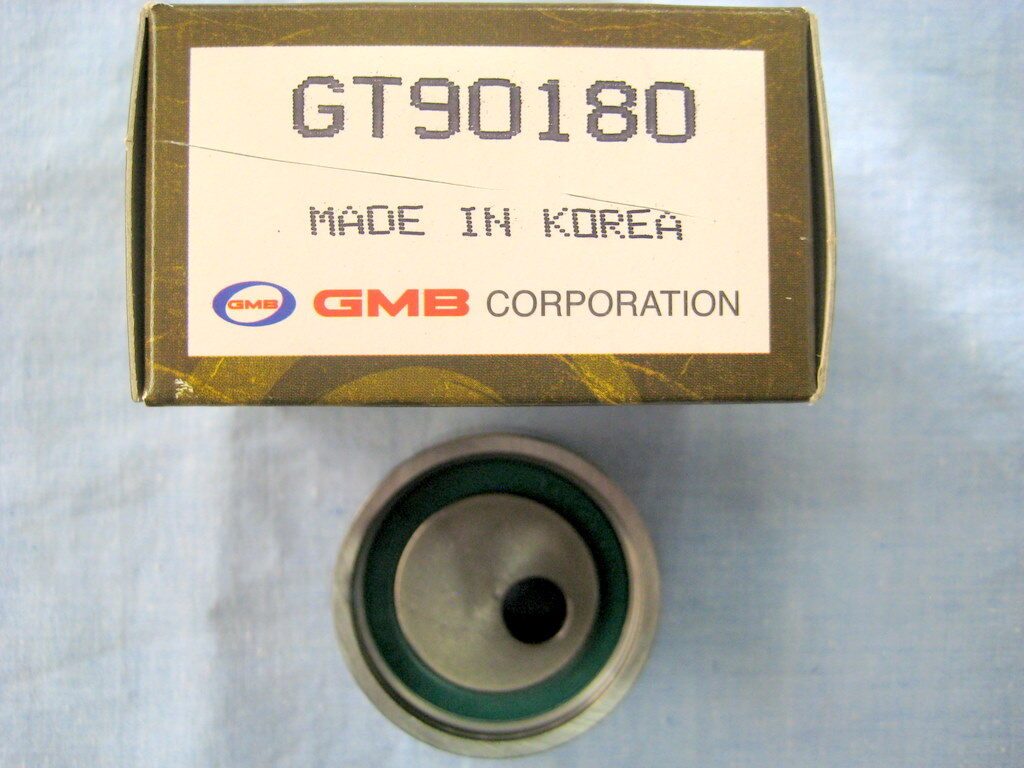 GT90180
MADE IN KOREA
GMB GMB CORPORATION